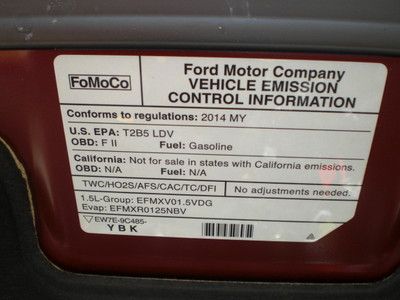 FoMoCo
Ford Motor Company
VEHICLE EMISSION
CONTROL INFORMATION
Conforms to regulations: 2014 MY
U.S. EPA: T2B5 LDV
OBD: F II Fuel: Gasoline
California: Not for sale in states with California emissions.
OBD: N/A Fuel: N/A
TWC/HO2S/AFS/CAC/TC/DFI No adjustments needed.
1.5L-Group: EFMXV01.5VDG
Evap: EFMXR0125NBV
EW7E-9C485-
YBK